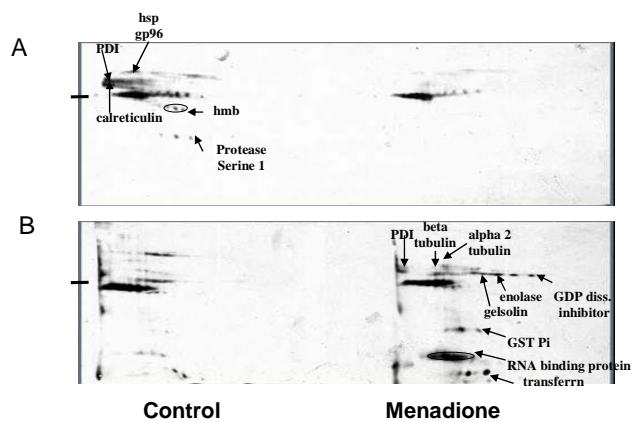 A
hsp
gp96
PDI
calreticulin
hmb
Protease
Serine 1
B
PDI
beta
tubulin
alpha 2
tubulin
enolase
gelsolin
GDP diss.
inhibitor
GST Pi
RNA binding protein
transferrn
Control
Menadione